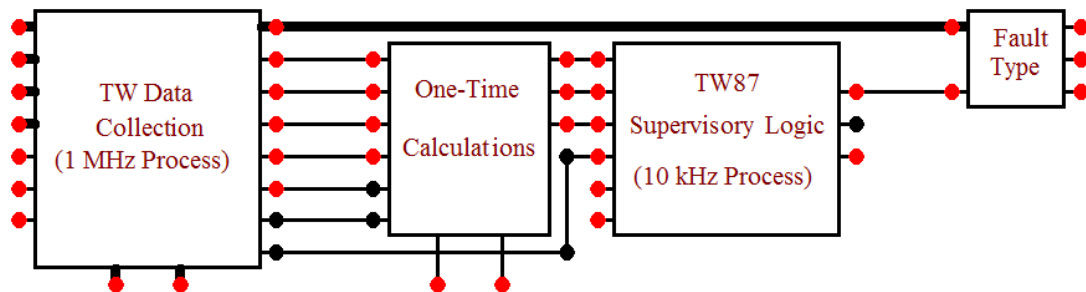 TW Data
Collection
(1 MHz Process)
One-Time
Calculations
TW87
Supervisory Logic
(10 kHz Process)
Fault
Type